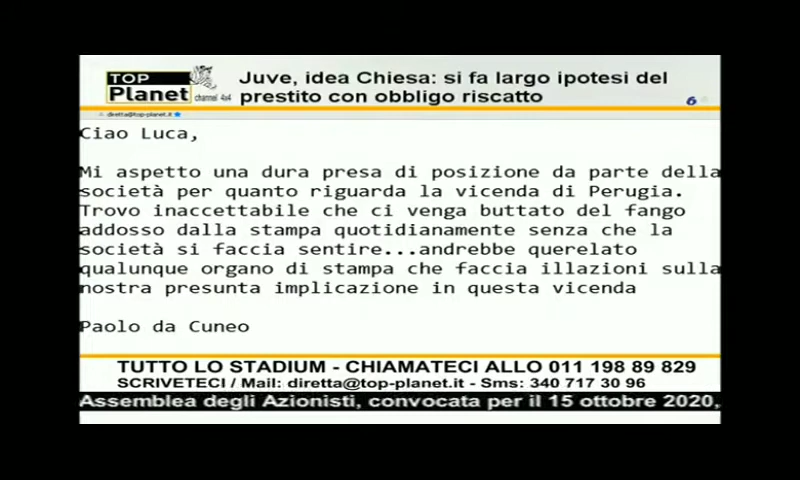 TOP
Planet
channel 4x4
Juve, idea Chiesa: si fa largo ipotesi del
prestito con obbligo riscatto
6
diretta@top-planet.it
Ciao Luca,
Mi aspetto una dura presa di posizione da parte della
società per quanto riguarda la vicenda di Perugia.
Trovo inaccettabile che ci venga buttato del fango
addosso dalla stampa quotidianamente senza che la
società si faccia sentire...andrebbe querelato
qualunque organo di stampa che faccia illazioni sulla
nostra presunta implicazione in questa vicenda
Paolo da Cuneo
TUTTO LO STADIUM - CHIAMATECI ALLO 011 198 89 829
SCRIVETECI / Mail: diretta@top-planet.it - Sms: 340 717 30 96
Assemblea degli Azionisti, convocata per il 15 ottobre 2020,